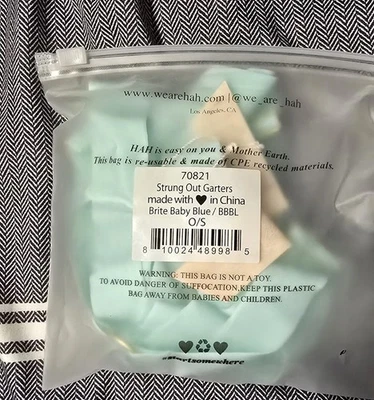 www.wearehah.com | @we_are_hah
Los Angeles, CA
HAH is easy on you & Mother Earth.
This bag is re-usable & made of CPE recycled materials.
70821
Strung Out Garters
made with ♥ in China
Brite Baby Blue / BBBL
O/S
8 10024 48998 5
WARNING: THIS BAG IS NOT A TOY.
TO AVOID DANGER OF SUFFOCATION, KEEP THIS PLASTIC
BAG AWAY FROM BABIES AND CHILDREN.
#startsomewhere